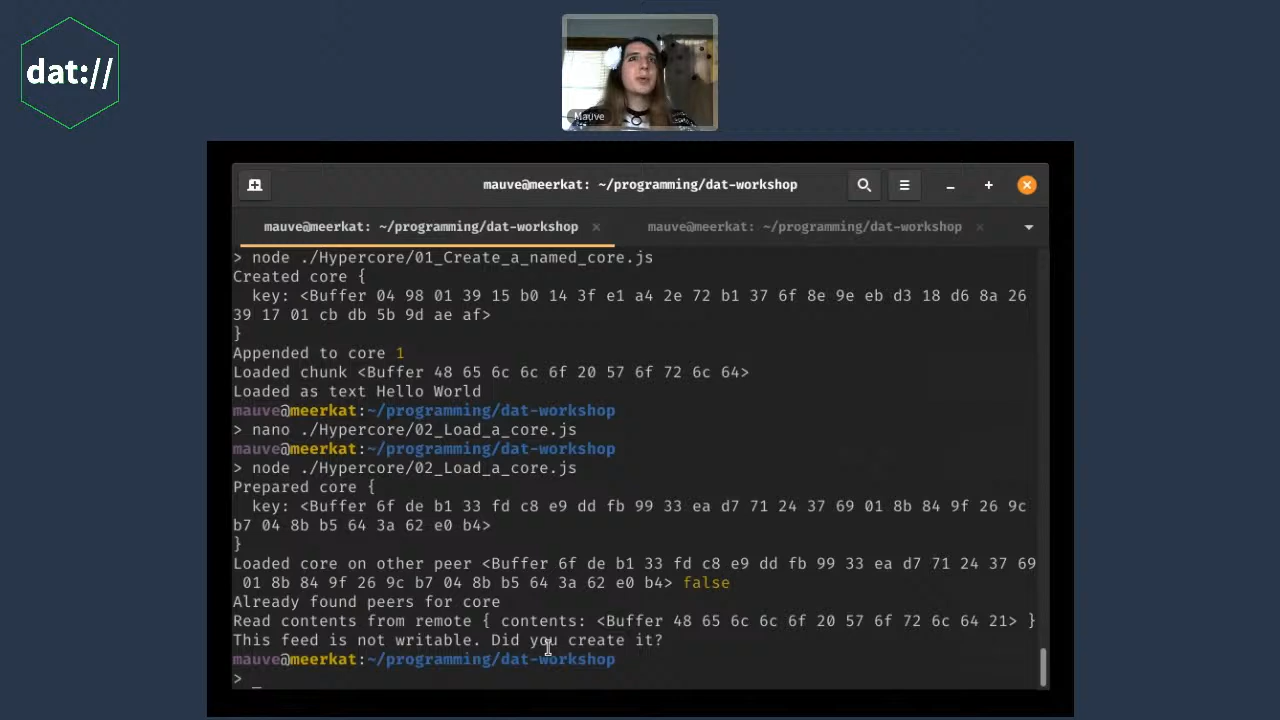 dat://
Mauve
mauve@meerkat: ~/programming/dat-workshop
mauve@meerkat: ~/programming/dat-workshop × mauve@meerkat: ~/programming/dat-workshop ×
> node ./Hypercore/01_Create_a_named_core.js
Created core {
key: <Buffer 04 98 01 39 15 b0 14 3f e1 a4 2e 72 b1 37 6f 8e 9e eb d3 18 d6 8a 26
39 17 01 cb db 5b 9d ae af>
}
Appended to core 1
Loaded chunk <Buffer 48 65 6c 6c 6f 20 57 6f 72 6c 64>
Loaded as text Hello World
mauve@meerkat:~/programming/dat-workshop
> nano ./Hypercore/02_Load_a_core.js
mauve@meerkat:~/programming/dat-workshop
> node ./Hypercore/02_Load_a_core.js
Prepared core {
key: <Buffer 6f de b1 33 fd c8 e9 dd fb 99 33 ea d7 71 24 37 69 01 8b 84 9f 26 9c
b7 04 8b b5 64 3a 62 e0 b4>
}
Loaded core on other peer <Buffer 6f de b1 33 fd c8 e9 dd fb 99 33 ea d7 71 24 37 69
01 8b 84 9f 26 9c b7 04 8b b5 64 3a 62 e0 b4> false
Already found peers for core
Read contents from remote { contents: <Buffer 48 65 6c 6c 6f 20 57 6f 72 6c 64 21> }
This feed is not writable. Did you create it?
mauve@meerkat:~/programming/dat-workshop
> _